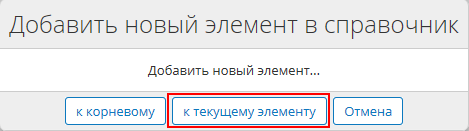 Добавить новый элемент в справочник
Добавить новый элемент...
к корневому к текущему элементу Отмена